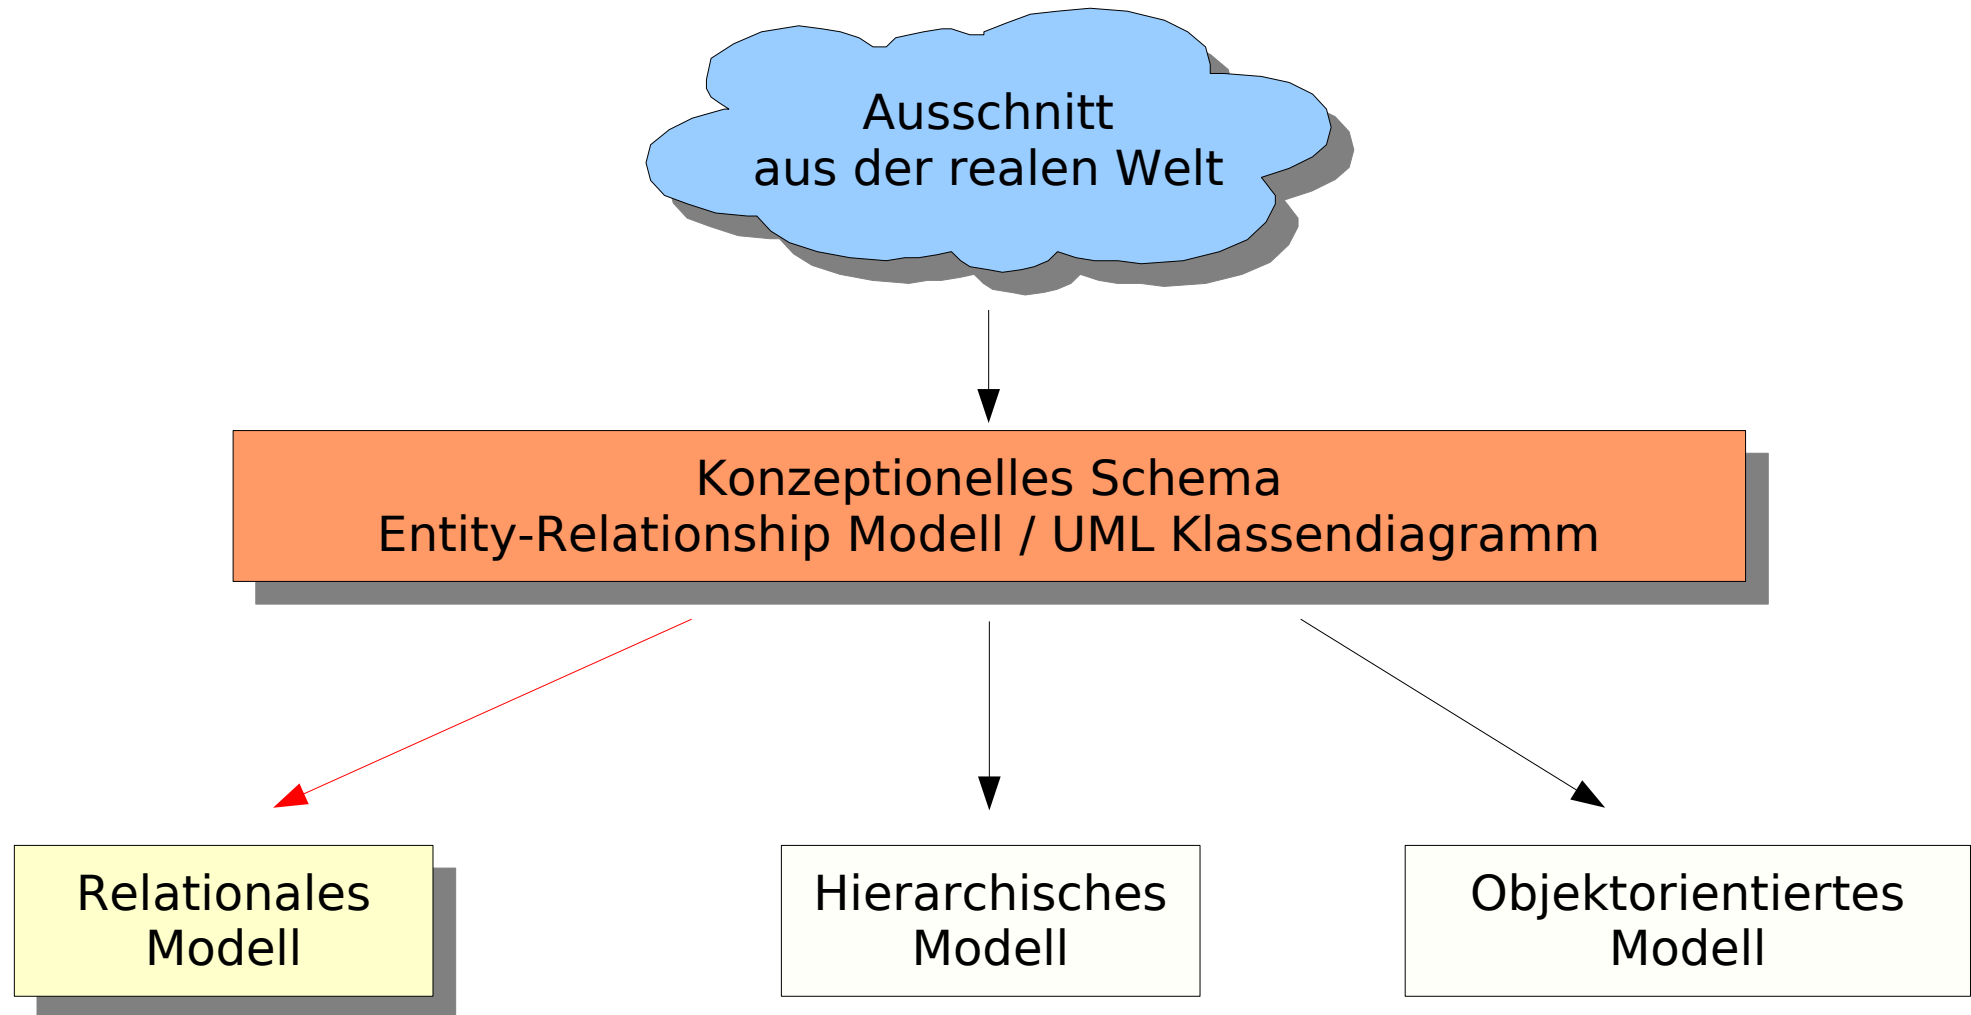 Ausschnitt
aus der realen Welt
Konzeptionelles Schema
Entity-Relationship Modell / UML Klassendiagramm
Relationales
Modell
Hierarchisches
Modell
Objektorientiertes
Modell